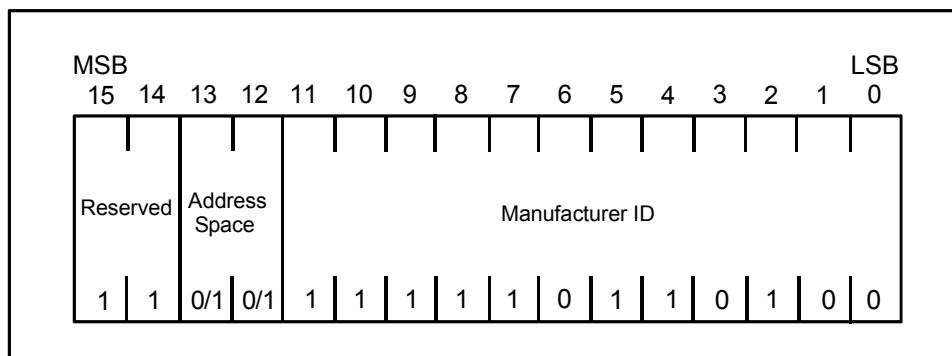 MSB LSB
15 14 13 12 11 10 9 8 7 6 5 4 3 2 1 0
Reserved
Address
Space
Manufacturer ID
1 1 0/1 0/1 1 1 1 1 1 0 1 1 0 1 0 0